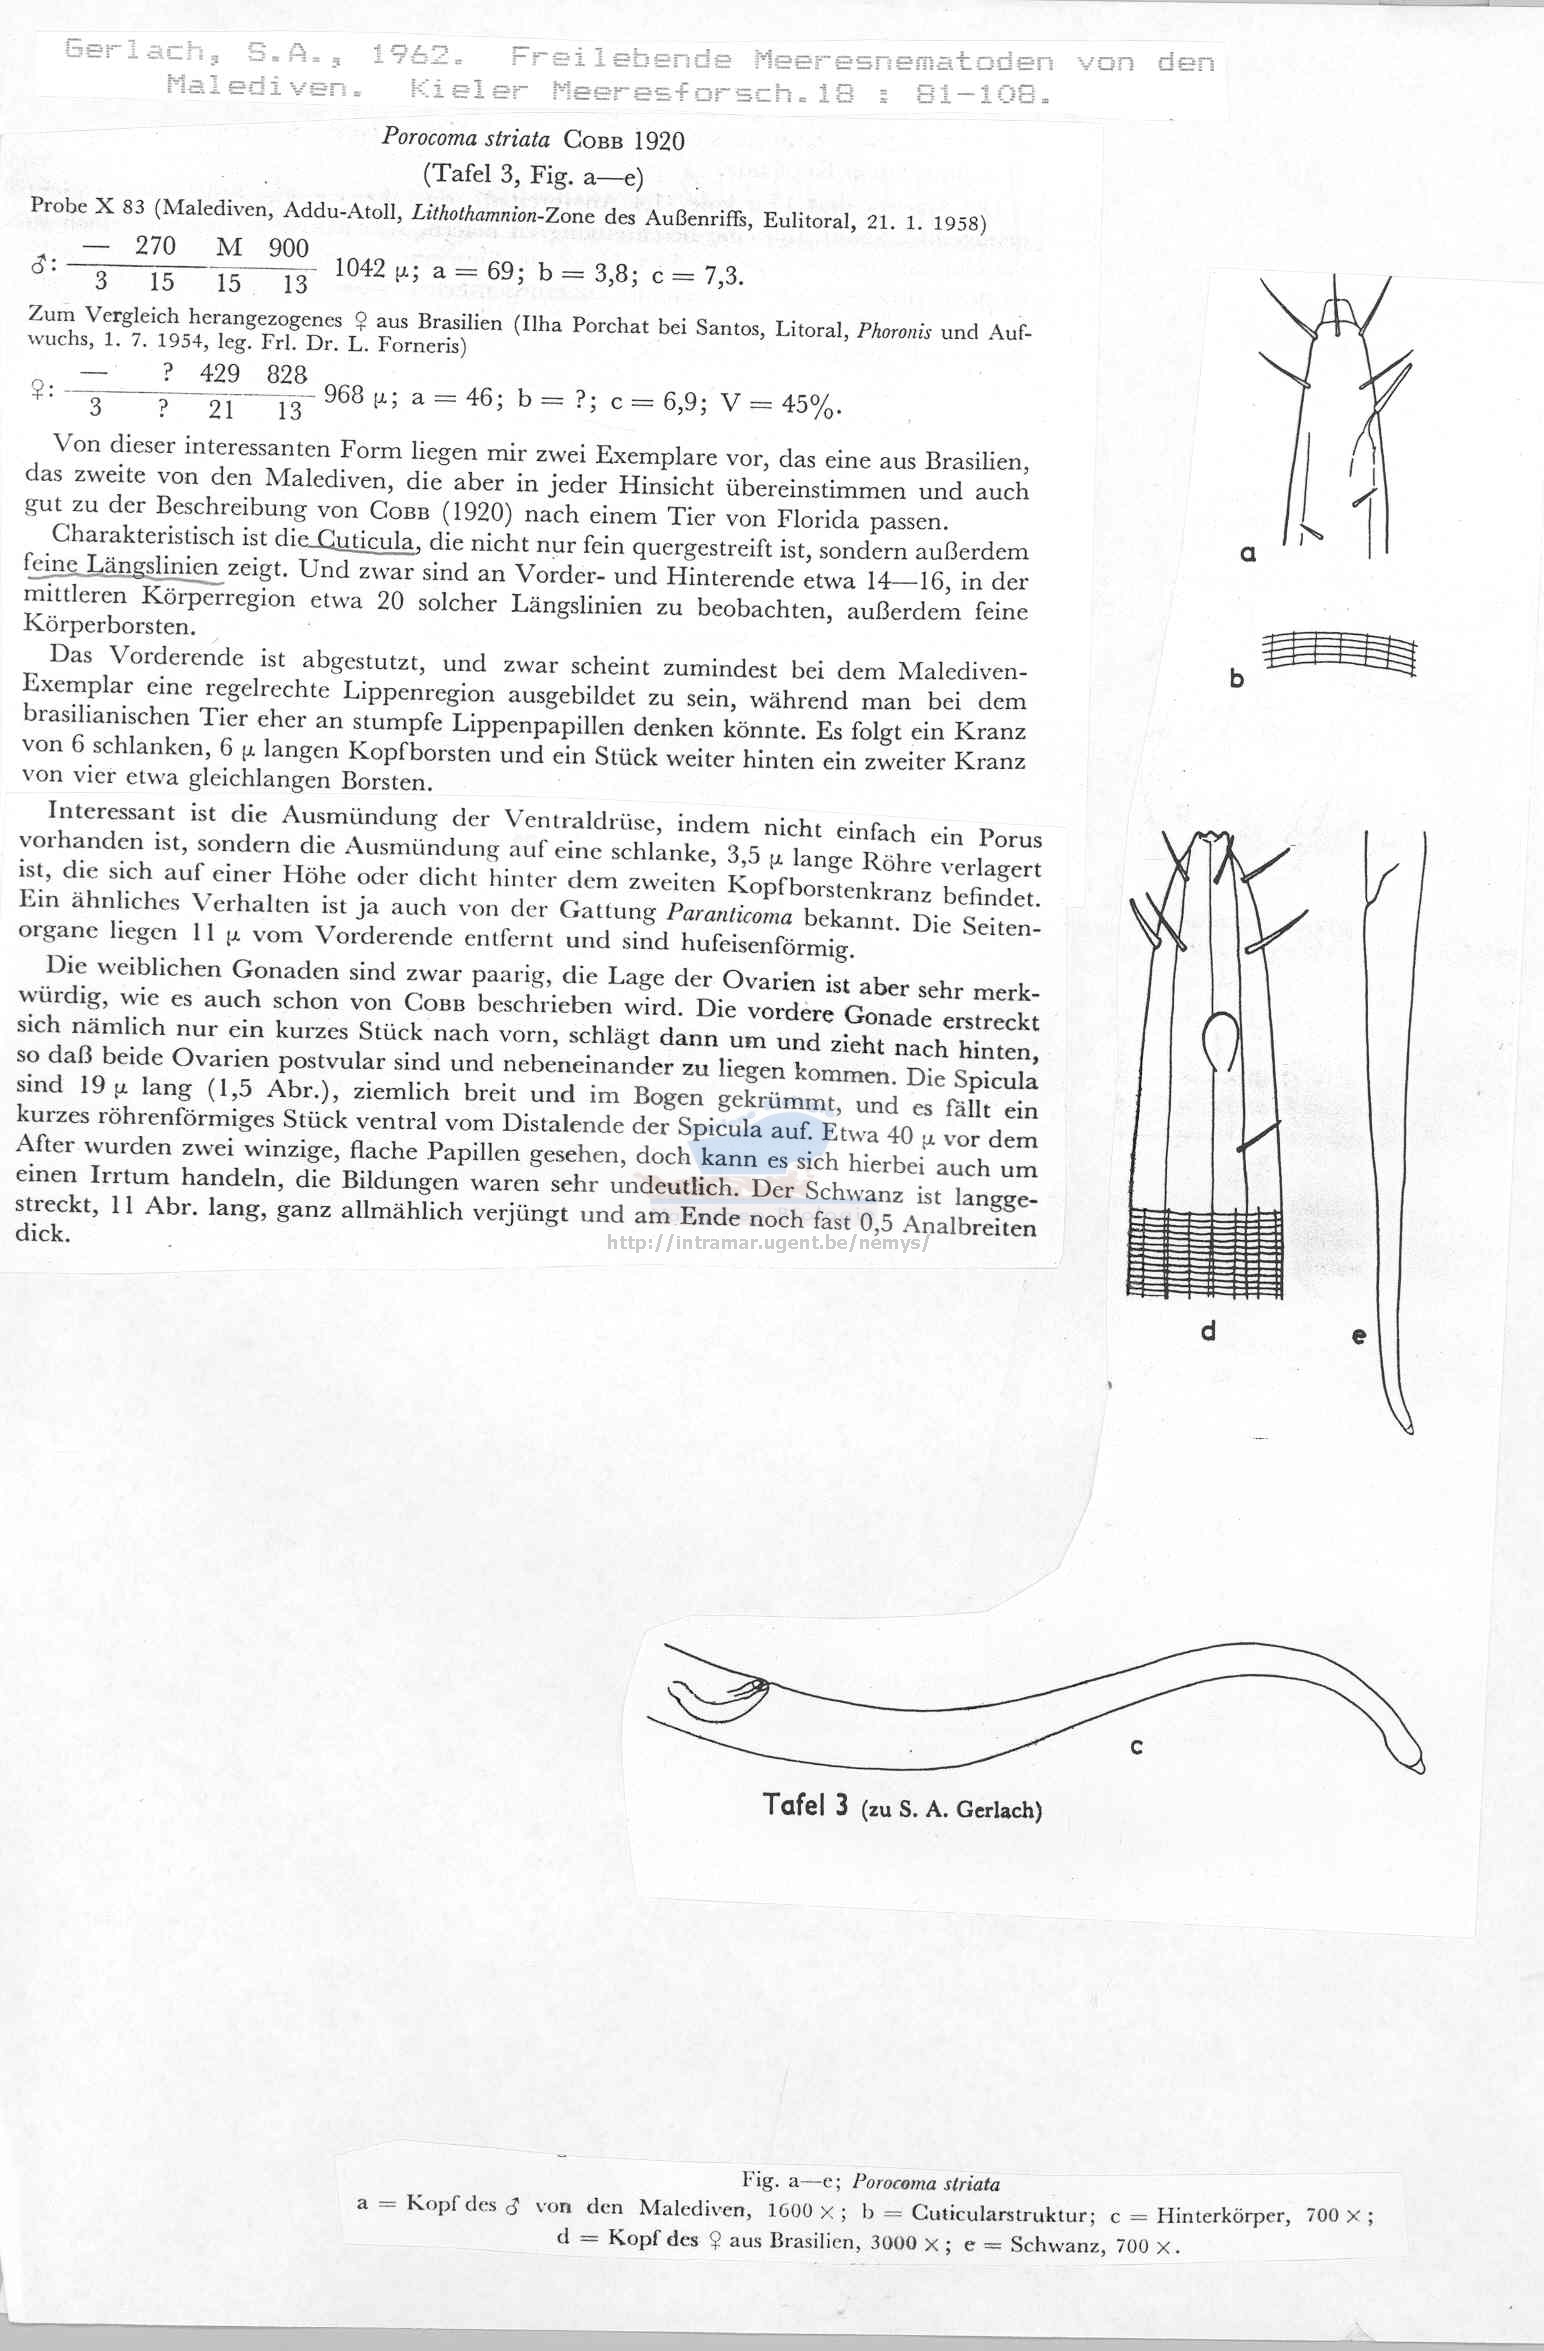 Gerlach, S.A., 1962. Freilebende Meeresnematoden von den
Malediven. Kieler Meeresforsch.18 : 81-108.
Porocoma striata COBB 1920
(Tafel 3, Fig. a—e)
Probe X 83 (Malediven, Addu-Atoll, Lithothamnion-Zone des Außenriffs, Eulitoral, 21. 1. 1958)
— 270 M 900
♂: 1042 μ; a = 69; b = 3,8; c = 7,3.
3 15 15 13
Zum Vergleich herangezogenes ♀ aus Brasilien (Ilha Porchat bei Santos, Litoral, Phoronis und Auf-
wuchs, 1. 7. 1954, leg. Frl. Dr. L. Forneris)
— ? 429 828
♀: 968 μ; a = 46; b = ?; c = 6,9; V = 45%.
3 ? 21 13
Von dieser interessanten Form liegen mir zwei Exemplare vor, das eine aus Brasilien,
das zweite von den Malediven, die aber in jeder Hinsicht übereinstimmen und auch
gut zu der Beschreibung von COBB (1920) nach einem Tier von Florida passen.
Charakteristisch ist die Cuticula, die nicht nur fein quergestreift ist, sondern außerdem
feine Längslinien zeigt. Und zwar sind an Vorder- und Hinterende etwa 14—16, in der
mittleren Körperregion etwa 20 solcher Längslinien zu beobachten, außerdem feine
Körperborsten.
Das Vorderende ist abgestutzt, und zwar scheint zumindest bei dem Malediven-
Exemplar eine regelrechte Lippenregion ausgebildet zu sein, während man bei dem
brasilianischen Tier eher an stumpfe Lippenpapillen denken könnte. Es folgt ein Kranz
von 6 schlanken, 6 μ langen Kopfborsten und ein Stück weiter hinten ein zweiter Kranz
von vier etwa gleichlangen Borsten.
Interessant ist die Ausmündung der Ventraldrüse, indem nicht einfach ein Porus
vorhanden ist, sondern die Ausmündung auf eine schlanke, 3,5 μ lange Röhre verlagert
ist, die sich auf einer Höhe oder dicht hinter dem zweiten Kopfborstenkranz befindet.
Ein ähnliches Verhalten ist ja auch von der Gattung Paranticoma bekannt. Die Seiten-
organe liegen 11 μ vom Vorderende entfernt und sind hufeisenförmig.
Die weiblichen Gonaden sind zwar paarig, die Lage der Ovarien ist aber sehr merk-
würdig, wie es auch schon von COBB beschrieben wird. Die vordere Gonade erstreckt
sich nämlich nur ein kurzes Stück nach vorn, schlägt dann um und zieht nach hinten,
so daß beide Ovarien postvular sind und nebeneinander zu liegen kommen. Die Spicula
sind 19 μ lang (1,5 Abr.), ziemlich breit und im Bogen gekrümmt, und es fällt ein
kurzes röhrenförmiges Stück ventral vom Distalende der Spicula auf. Etwa 40 μ vor dem
After wurden zwei winzige, flache Papillen gesehen, doch kann es sich hierbei auch um
einen Irrtum handeln, die Bildungen waren sehr undeutlich. Der Schwanz ist langge-
streckt, 11 Abr. lang, ganz allmählich verjüngt und am Ende noch fast 0,5 Analbreiten
dick.
http://intramar.ugent.be/nemys/
a
b
d
e
c
Tafel 3 (zu S. A. Gerlach)
Fig. a—e; Porocoma striata
a = Kopf des ♂ von den Malediven, 1600 ×; b = Cuticularstruktur; c = Hinterkörper, 700 ×;
d = Kopf des ♀ aus Brasilien, 3000 ×; e = Schwanz, 700 ×.